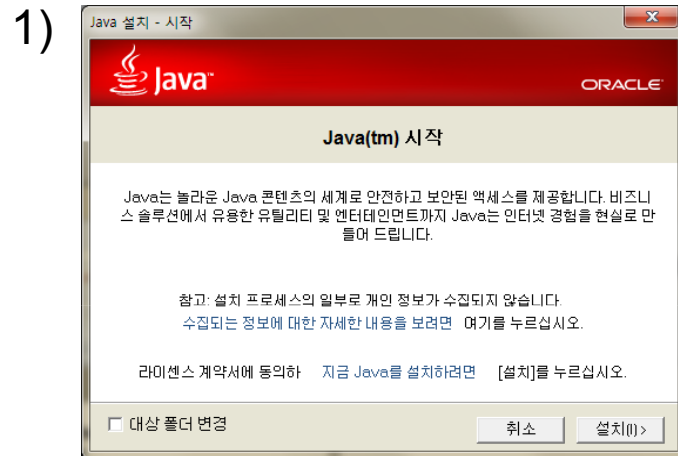 1)
Java 설치 - 시작
Java™
ORACLE
Java(tm) 시작
Java는 놀라운 Java 콘텐츠의 세계로 안전하고 보안된 액세스를 제공합니다. 비즈니
스 솔루션에서 유용한 유틸리티 및 엔터테인먼트까지 Java는 인터넷 경험을 현실로 만
들어 드립니다.
참고: 설치 프로세스의 일부로 개인 정보가 수집되지 않습니다.
수집되는 정보에 대한 자세한 내용을 보려면 여기를 누르십시오.
라이센스 계약서에 동의하 지금 Java를 설치하려면 [설치]를 누르십시오.
대상 폴더 변경
취소 설치(I) >